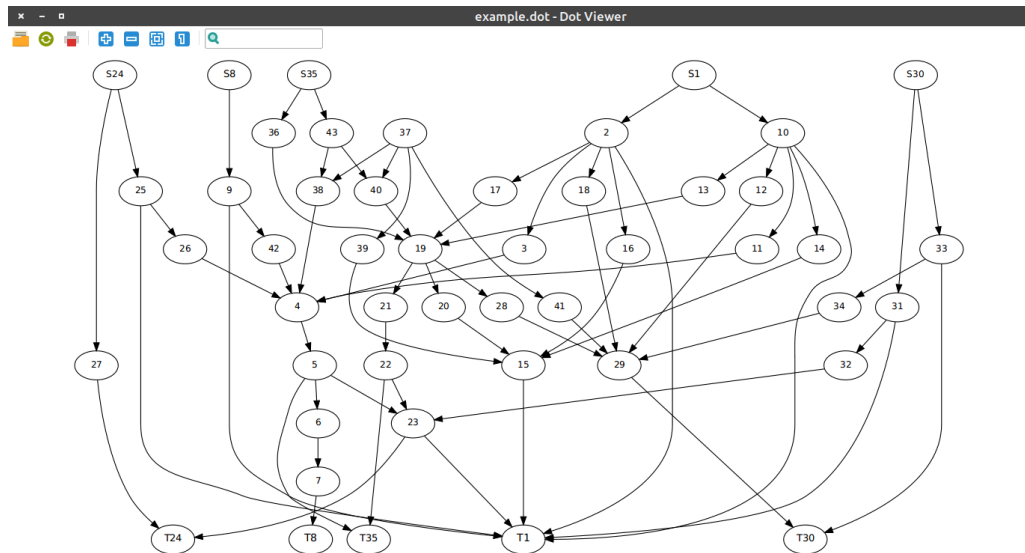 example.dot - Dot Viewer
S24 S8 S35 S1 S30
36 43 37 2 10
25 9 38 40 17 18 13 12
26 42 39 19 3 16 11 14 33
4 21 20 28 41 34 31
27 5 22 15 29 32
6 23
7
T24 T8 T35 T1 T30